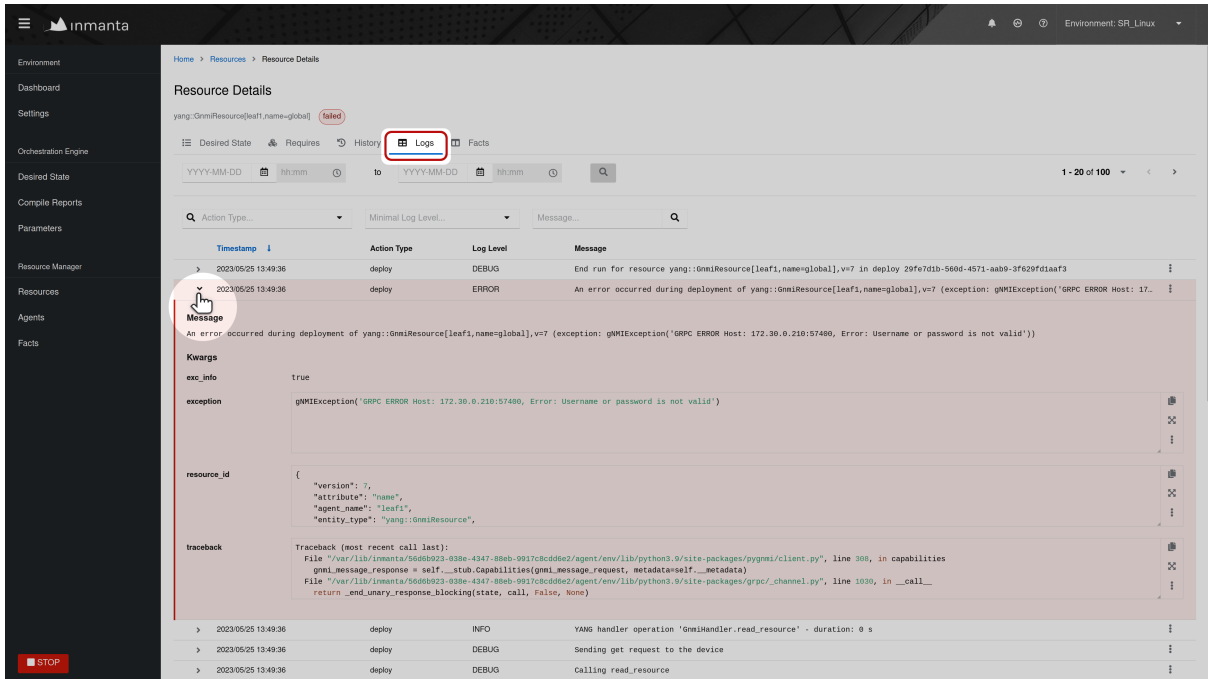 inmanta
Environment: SR_Linux
Environment
Dashboard
Settings
Orchestration Engine
Desired State
Compile Reports
Parameters
Resource Manager
Resources
Agents
Facts
STOP
Home > Resources > Resource Details
Resource Details
yang::GnmiResource[leaf1,name=global] failed
Desired State Requires History Logs Facts
YYYY-MM-DD hh:mm to YYYY-MM-DD hh:mm 1 - 20 of 100
Action Type... Minimal Log Level... Message...
Timestamp Action Type Log Level Message
2023/05/25 13:49:36 deploy DEBUG End run for resource yang::GnmiResource[leaf1,name=global],v=7 in deploy 29fe7d1b-560d-4571-aab9-3f629fd1aaf3
2023/05/25 13:49:36 deploy ERROR An error occurred during deployment of yang::GnmiResource[leaf1,name=global],v=7 (exception: gNMIException('GRPC ERROR Host: 17...
Message
An error occurred during deployment of yang::GnmiResource[leaf1,name=global],v=7 (exception: gNMIException('GRPC ERROR Host: 172.30.0.210:57400, Error: Username or password is not valid'))
Kwargs
exc_info true
exception gNMIException('GRPC ERROR Host: 172.30.0.210:57400, Error: Username or password is not valid')
resource_id {
"version": 7,
"attribute": "name",
"agent_name": "leaf1",
"entity_type": "yang::GnmiResource",
traceback Traceback (most recent call last):
File "/var/lib/inmanta/56d6b923-038e-4347-88eb-9917c8cdd6e2/agent/env/lib/python3.9/site-packages/pygnmi/client.py", line 308, in capabilities
gnmi_message_response = self.__stub.Capabilities(gnmi_message_request, metadata=self.__metadata)
File "/var/lib/inmanta/56d6b923-038e-4347-88eb-9917c8cdd6e2/agent/env/lib/python3.9/site-packages/grpc/_channel.py", line 1030, in __call__
return _end_unary_response_blocking(state, call, False, None)
2023/05/25 13:49:36 deploy INFO YANG handler operation 'GnmiHandler.read_resource' - duration: 0 s
2023/05/25 13:49:36 deploy DEBUG Sending get request to the device
2023/05/25 13:49:36 deploy DEBUG Calling read_resource